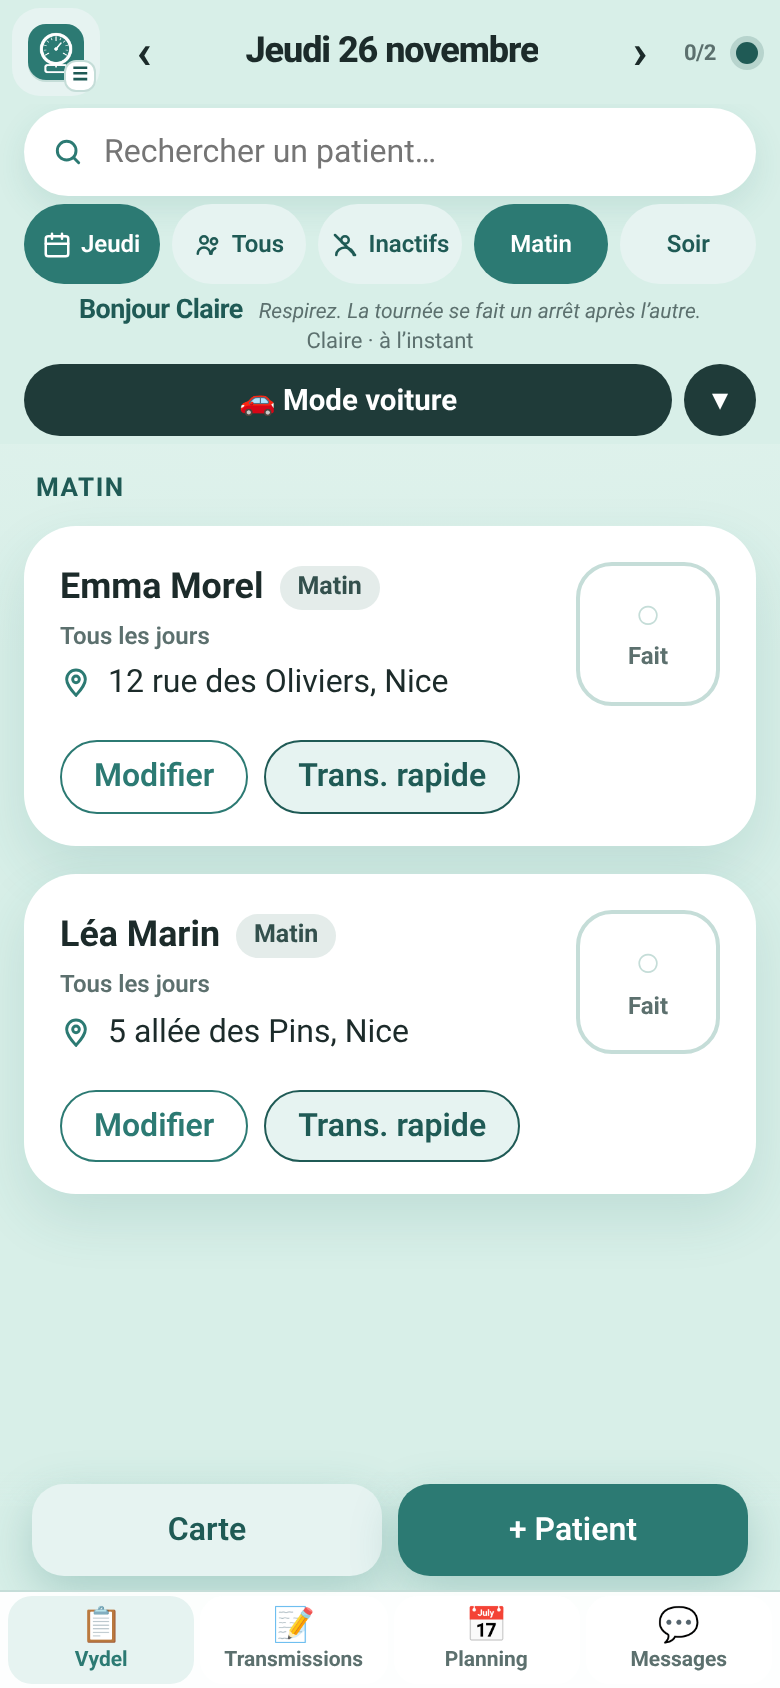 ‹ Jeudi 26 novembre › 0/2
Rechercher un patient…
Jeudi Tous Inactifs Matin Soir
Bonjour Claire Respirez. La tournée se fait un arrêt après l’autre.
Claire · à l’instant
🚗 Mode voiture ▼
MATIN
Emma Morel Matin
Tous les jours
12 rue des Oliviers, Nice
○ Fait
Modifier Trans. rapide
Léa Marin Matin
Tous les jours
5 allée des Pins, Nice
○ Fait
Modifier Trans. rapide
Carte + Patient
July 17
Vydel Transmissions Planning Messages